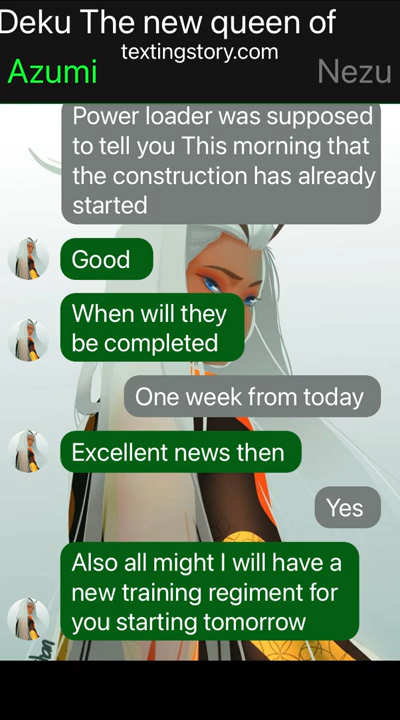 Deku The new queen of
textingstory.com
Azumi
Nezu
Power loader was supposed
to tell you This morning that
the construction has already
started
Good
When will they
be completed
One week from today
Excellent news then
Yes
Also all might I will have a
new training regiment for
you starting tomorrow